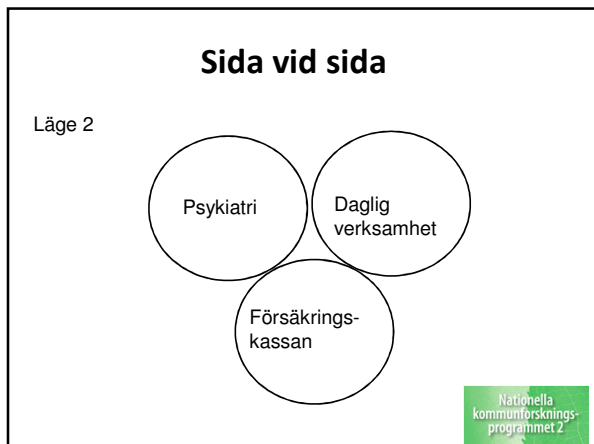 Sida vid sida
Läge 2
Psykiatri
Daglig
verksamhet
Försäkrings-
kassan
Nationella
kommunforsknings-
programmet 2